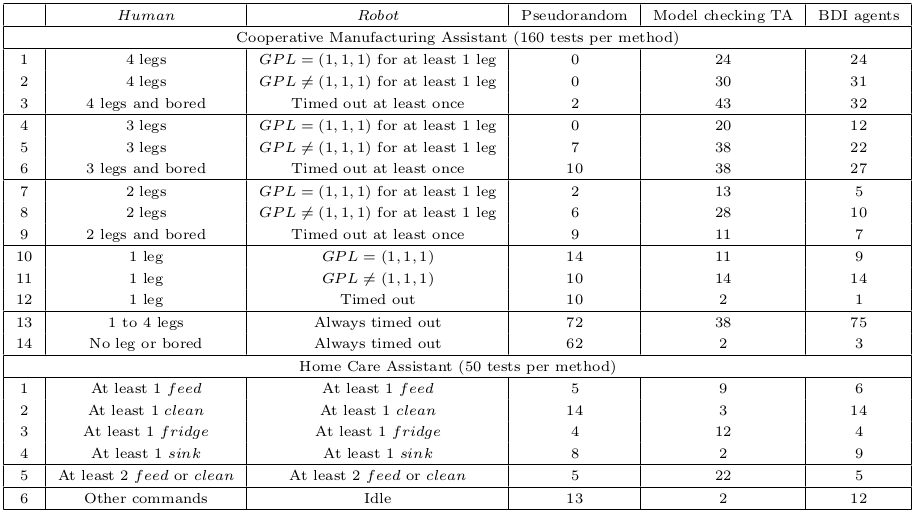 Human Robot Pseudorandom Model checking TA BDI agents
Cooperative Manufacturing Assistant (160 tests per method)
1 4 legs GPL = (1, 1, 1) for at least 1 leg 0 24 24
2 4 legs GPL ≠ (1, 1, 1) for at least 1 leg 0 30 31
3 4 legs and bored Timed out at least once 2 43 32
4 3 legs GPL = (1, 1, 1) for at least 1 leg 0 20 12
5 3 legs GPL ≠ (1, 1, 1) for at least 1 leg 7 38 22
6 3 legs and bored Timed out at least once 10 38 27
7 2 legs GPL = (1, 1, 1) for at least 1 leg 2 13 5
8 2 legs GPL ≠ (1, 1, 1) for at least 1 leg 6 28 10
9 2 legs and bored Timed out at least once 9 11 7
10 1 leg GPL = (1, 1, 1) 14 11 9
11 1 leg GPL ≠ (1, 1, 1) 10 14 14
12 1 leg Timed out 10 2 1
13 1 to 4 legs Always timed out 72 38 75
14 No leg or bored Always timed out 62 2 3
Home Care Assistant (50 tests per method)
1 At least 1 feed At least 1 feed 5 9 6
2 At least 1 clean At least 1 clean 14 3 14
3 At least 1 fridge At least 1 fridge 4 12 4
4 At least 1 sink At least 1 sink 8 2 9
5 At least 2 feed or clean At least 2 feed or clean 5 22 5
6 Other commands Idle 13 2 12